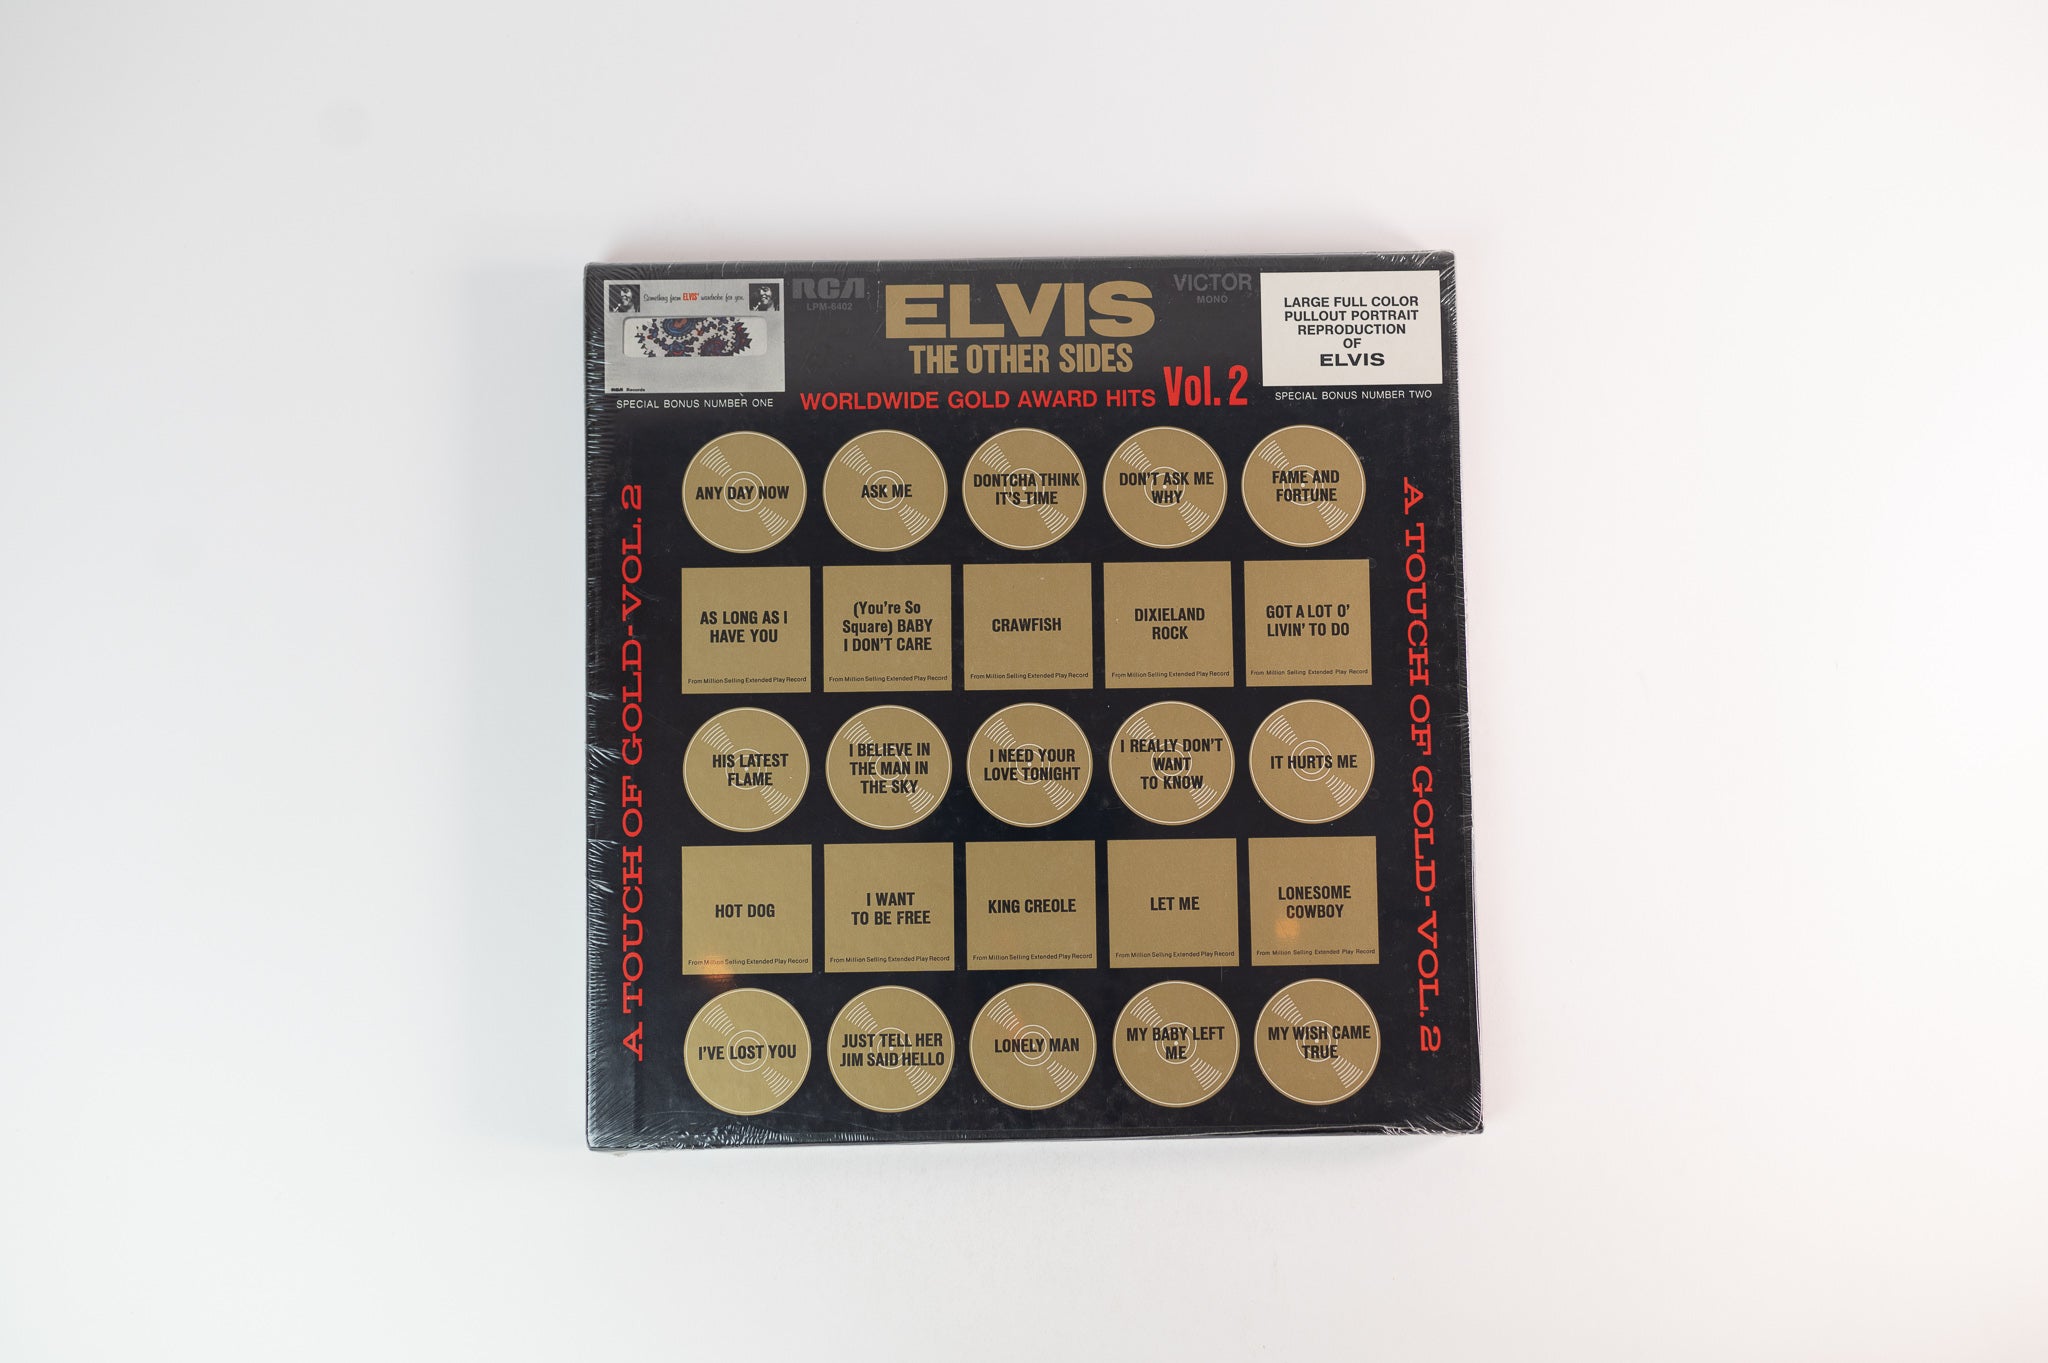 Something from ELVIS' wardrobe for you.
RCA Records
SPECIAL BONUS NUMBER ONE
RCA
LPM-6402
ELVIS
THE OTHER SIDES
WORLDWIDE GOLD AWARD HITS Vol. 2
VICTOR
MONO
LARGE FULL COLOR
PULLOUT PORTRAIT
REPRODUCTION
OF
ELVIS
SPECIAL BONUS NUMBER TWO
A TOUCH OF GOLD-VOL. 2
ANY DAY NOW
ASK ME
DONTCHA THINK
IT'S TIME
DON'T ASK ME
WHY
FAME AND
FORTUNE
AS LONG AS I
HAVE YOU
From Million Selling Extended Play Record
(You're So
Square) BABY
I DON'T CARE
From Million Selling Extended Play Record
CRAWFISH
From Million Selling Extended Play Record
DIXIELAND
ROCK
From Million Selling Extended Play Record
GOT A LOT O'
LIVIN' TO DO
From Million Selling Extended Play Record
HIS LATEST
FLAME
I BELIEVE IN
THE MAN IN
THE SKY
I NEED YOUR
LOVE TONIGHT
I REALLY DON'T
WANT
TO KNOW
IT HURTS ME
HOT DOG
From Million Selling Extended Play Record
I WANT
TO BE FREE
From Million Selling Extended Play Record
KING CREOLE
From Million Selling Extended Play Record
LET ME
From Million Selling Extended Play Record
LONESOME
COWBOY
From Million Selling Extended Play Record
I'VE LOST YOU
JUST TELL HER
JIM SAID HELLO
LONELY MAN
MY BABY LEFT
ME
MY WISH CAME
TRUE
A TOUCH OF GOLD-VOL. 2